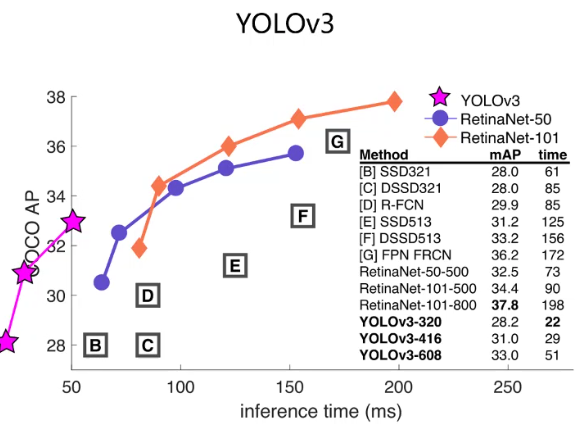 YOLOv3
38
36
34
32
30
28
50
100
150
200
250
COCO AP
inference time (ms)
B
C
D
E
F
G
YOLOv3
RetinaNet-50
RetinaNet-101
Method mAP time
[B] SSD321 28.0 61
[C] DSSD321 28.0 85
[D] R-FCN 29.9 85
[E] SSD513 31.2 125
[F] DSSD513 33.2 156
[G] FPN FRCN 36.2 172
RetinaNet-50-500 32.5 73
RetinaNet-101-500 34.4 90
RetinaNet-101-800 37.8 198
YOLOv3-320 28.2 22
YOLOv3-416 31.0 29
YOLOv3-608 33.0 51